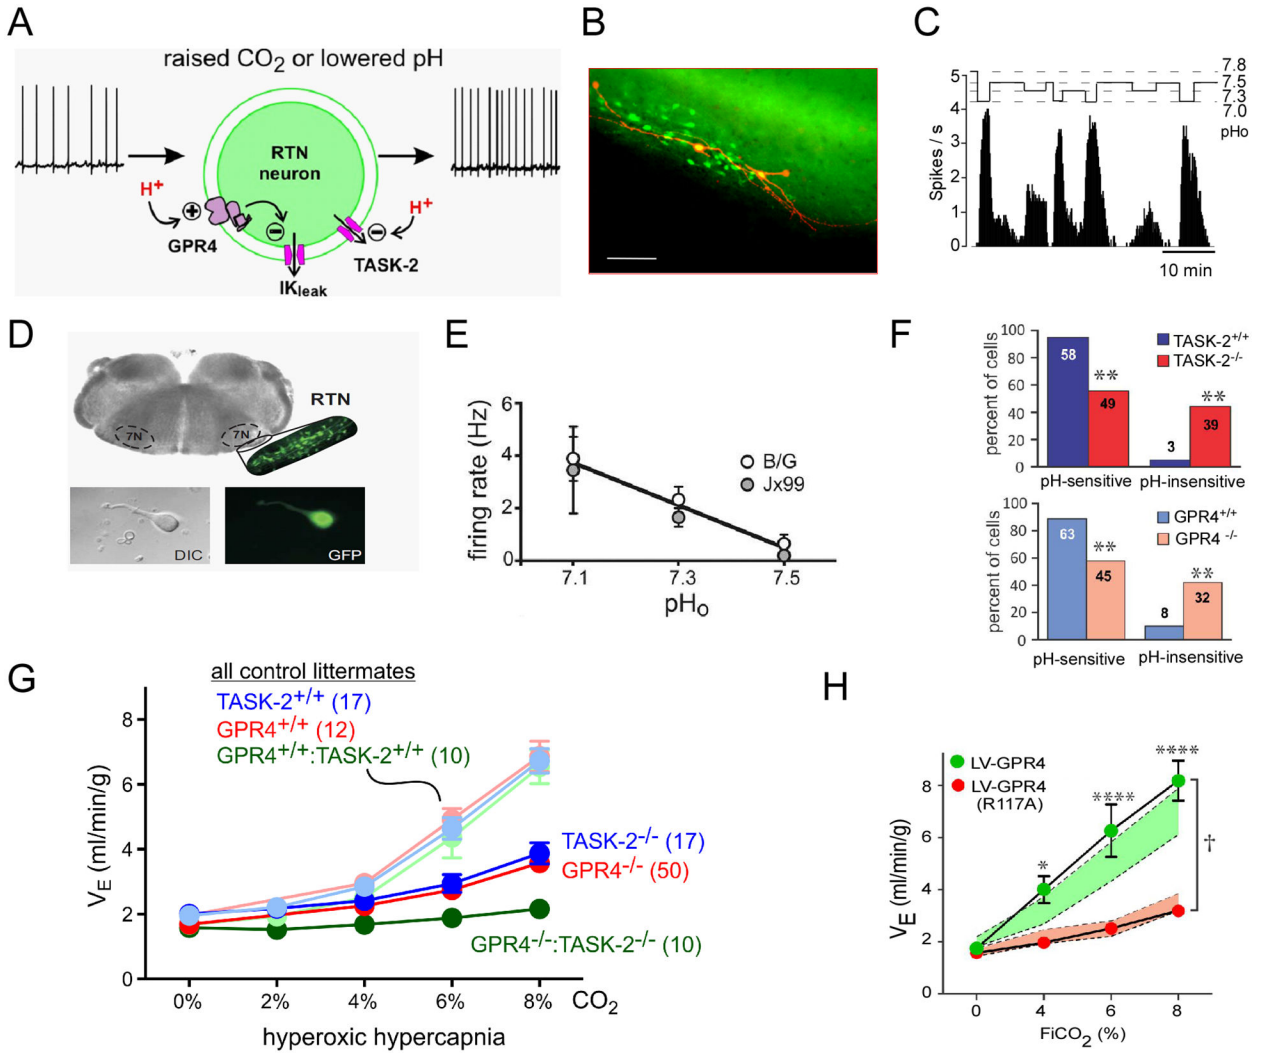 A
raised CO2 or lowered pH
RTN
neuron
H+
+
GPR4
−
−
H+
TASK-2
IKleak
B
C
Spikes / s
5
4
3
2
1
0
7.8
7.5
7.3
7.0
pHo
10 min
D
7N
7N
RTN
DIC
GFP
E
firing rate (Hz)
6
4
2
0
B/G
Jx99
7.1 7.3 7.5
pHo
F
percent of cells
100
80
60
40
20
0
TASK-2+/+
TASK-2-/-
58
**
49
3
**
39
pH-sensitive pH-insensitive
percent of cells
100
80
60
40
20
0
GPR4+/+
GPR4 -/-
63
**
45
8
**
32
pH-sensitive pH-insensitive
G
all control littermates
TASK-2+/+ (17)
GPR4+/+ (12)
GPR4+/+:TASK-2+/+ (10)
VE (ml/min/g)
8
6
4
2
0
TASK-2-/- (17)
GPR4-/- (50)
GPR4-/-:TASK-2-/- (10)
0% 2% 4% 6% 8% CO2
hyperoxic hypercapnia
H
LV-GPR4
LV-GPR4
(R117A)
VE (ml/min/g)
8
6
4
2
0
*
****
****
†
0 4 6 8
FiCO2 (%)